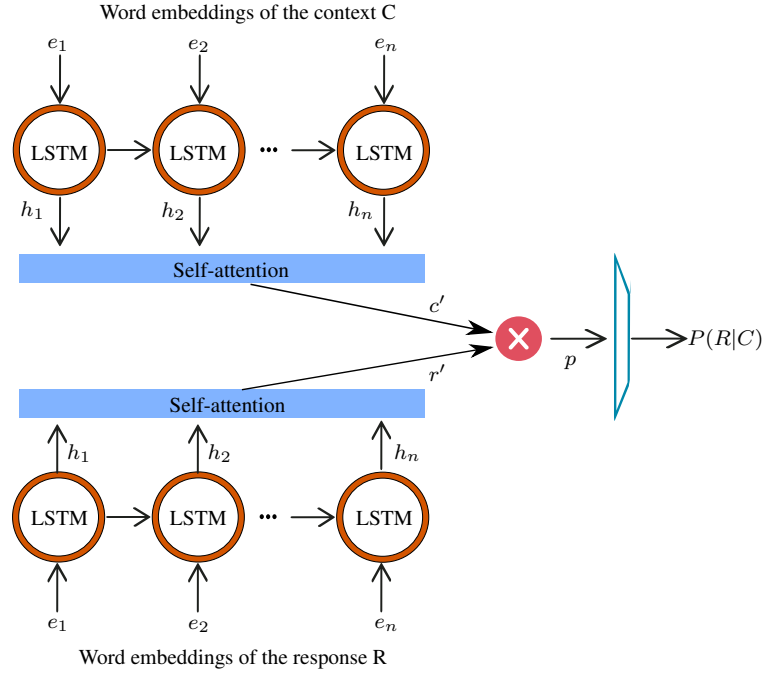 Word embeddings of the context C
e₁ e₂ eₙ
LSTM LSTM ... LSTM
h₁ h₂ hₙ
Self-attention
c′
p P(R|C)
r′
Self-attention
h₁ h₂ hₙ
LSTM LSTM ... LSTM
e₁ e₂ eₙ
Word embeddings of the response R